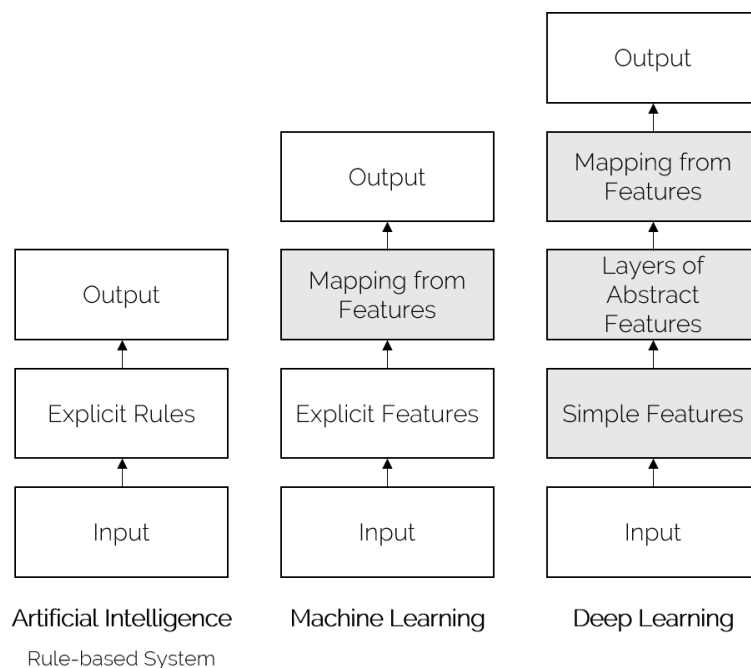 Output
Explicit Rules
Input
Artificial Intelligence
Rule-based System
Output
Mapping from
Features
Explicit Features
Input
Machine Learning
Output
Mapping from
Features
Layers of
Abstract
Features
Simple Features
Input
Deep Learning